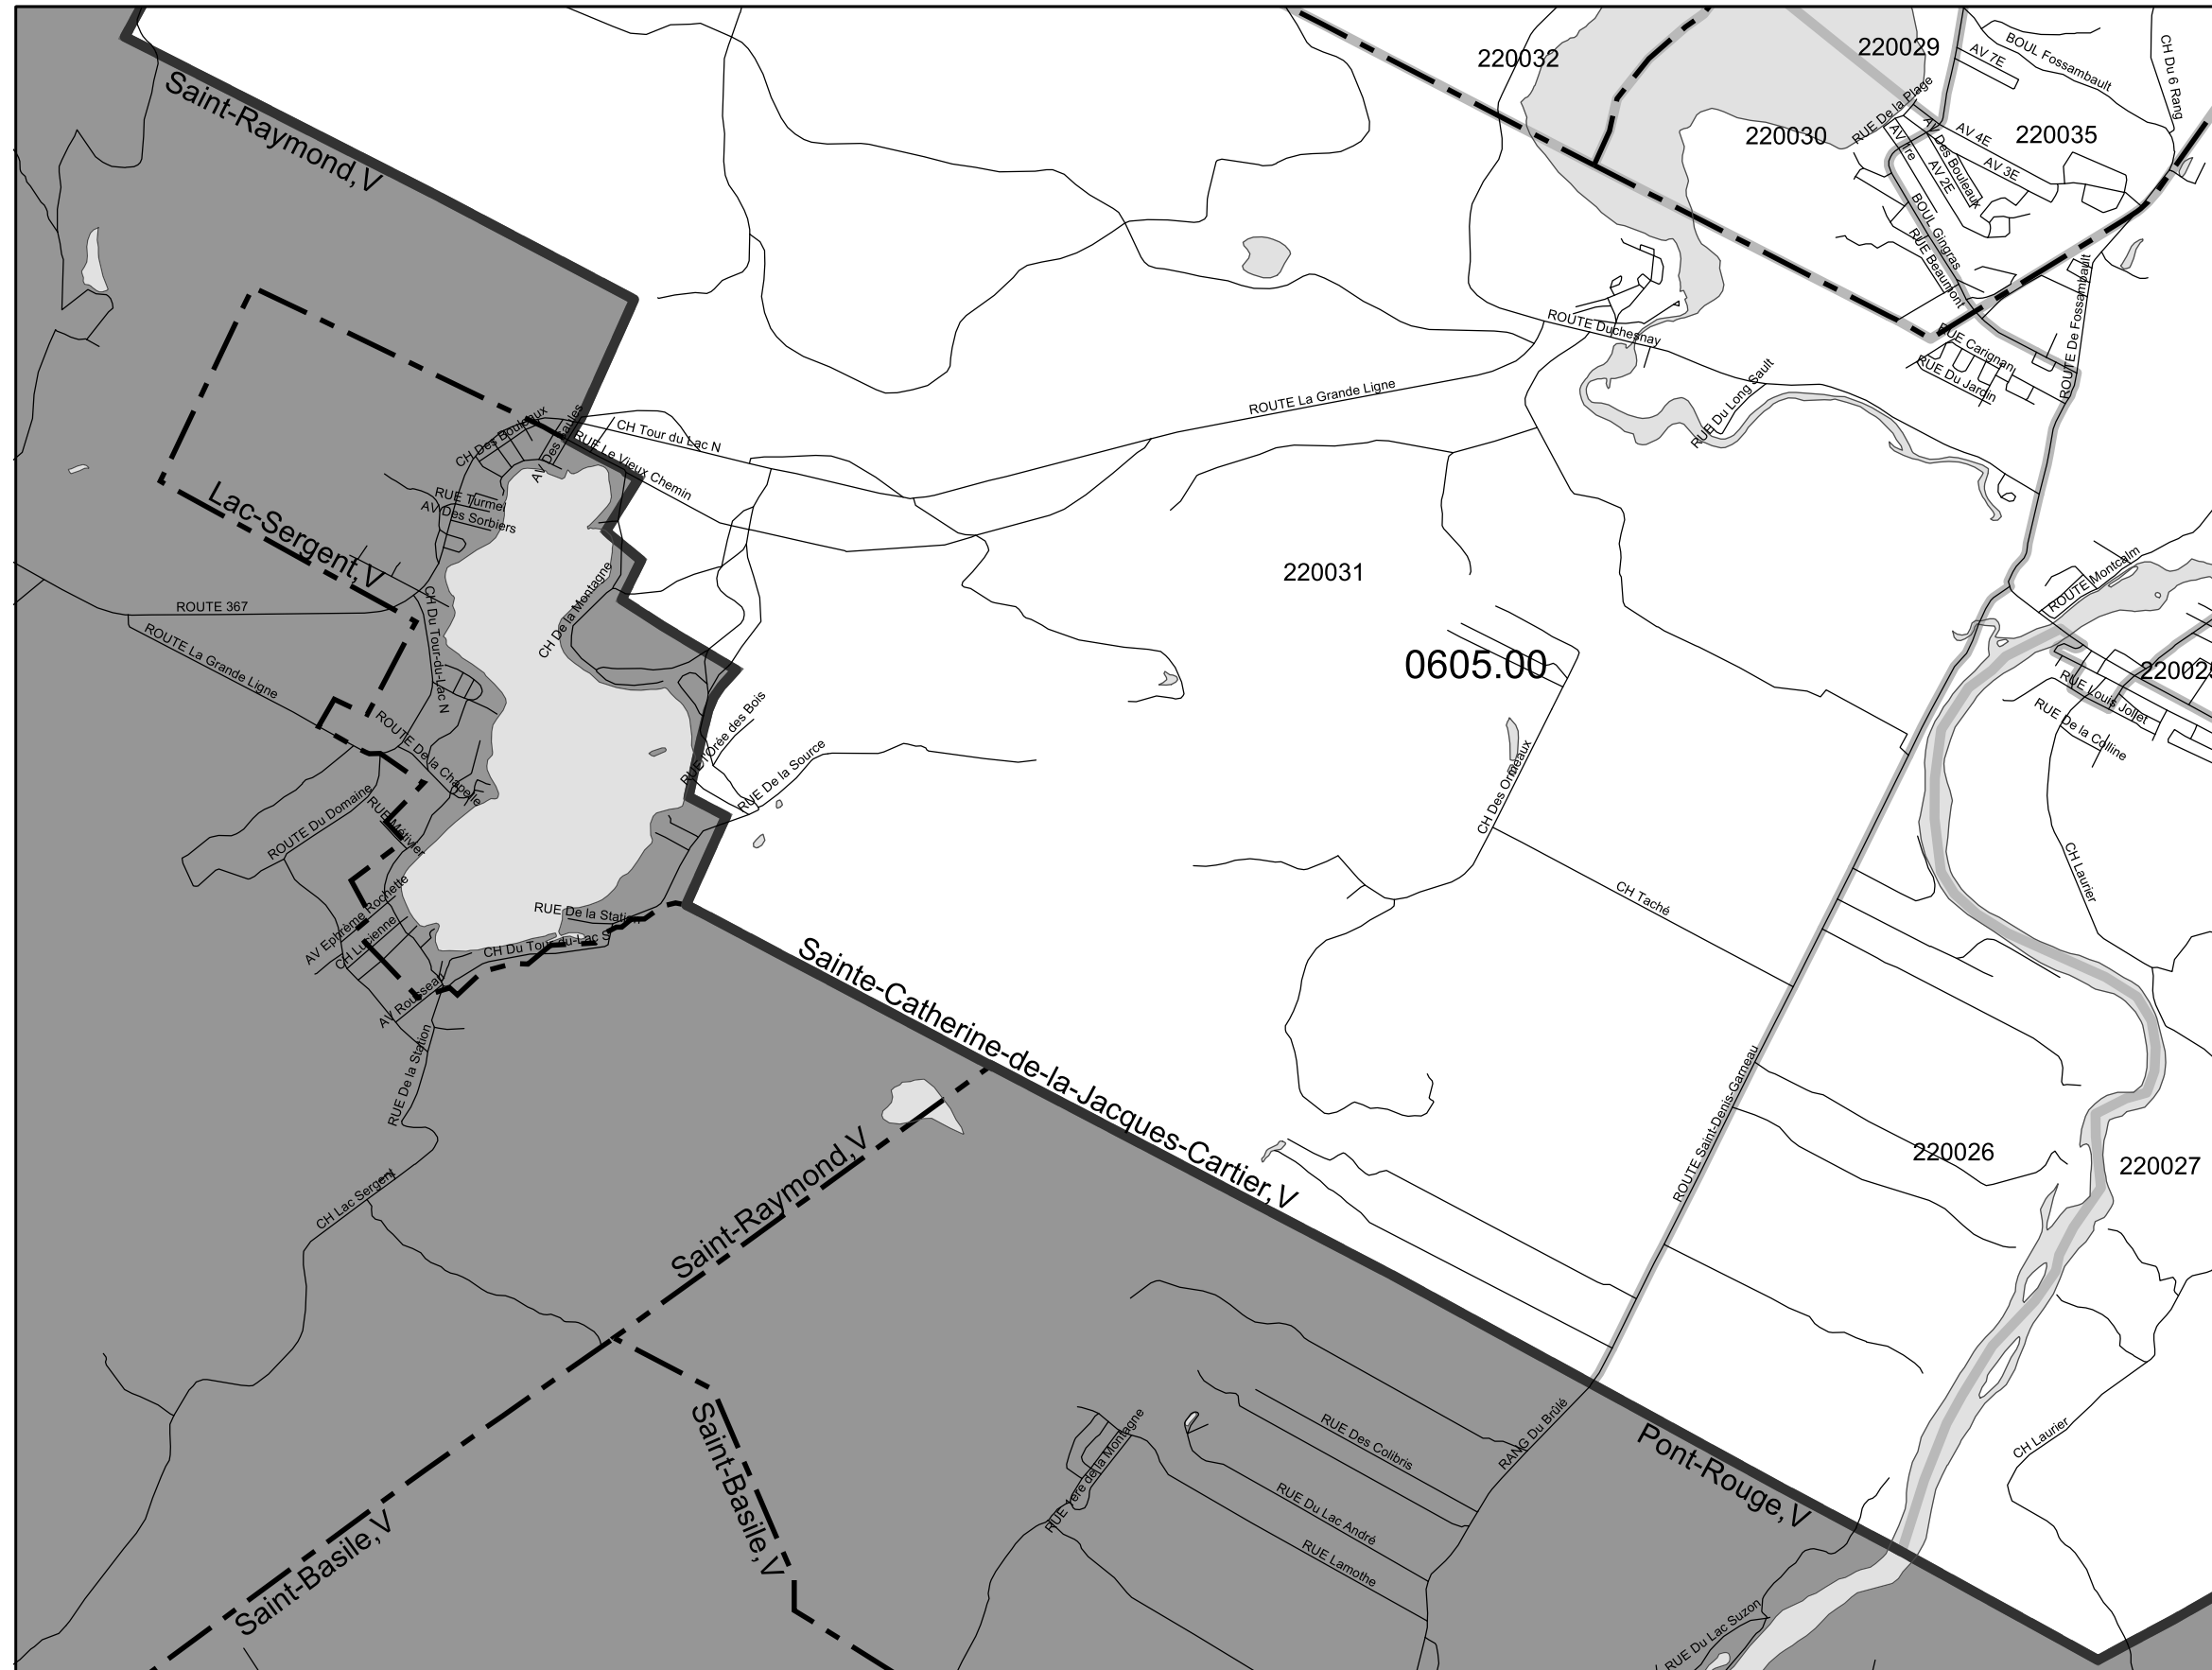 220032
220029
AV 7E
BOUL Fossambault
CH Du 6 Rang
Saint-Raymond,V
RUE De la Plage
220030
AV 1re
AV Des Bouleaux
AV 4E
220035
AV 3E
AV 2E
BOUL Gingras
RUE Beaumont
ROUTE De Fossambault
ROUTE Duchesnay
RUE Carignan
RUE Du Jardin
RUE Du Long Sault
ROUTE La Grande Ligne
CH Des Bouleaux
AV Des Saules
CH Tour du Lac N
RUE Le Vieux Chemin
RUE Turmel
AV Des Sorbiers
Lac-Sergent,V
ROUTE 367
CH Du Tour-du-Lac N
CH De la Montagne
220031
ROUTE Montcalm
ROUTE La Grande Ligne
0605.00
RUE Louis Joliet
RUE De la Colline
ROUTE De la Chapelle
RUE l'Orée des Bois
RUE De la Source
CH Des Ormeaux
ROUTE Du Domaine
RUE Métivier
CH Laurier
CH Taché
AV Ephrème Rochette
CH Lucienne
RUE De la Station
CH Du Tour-du-Lac S
AV Rousseau
Sainte-Catherine-de-la-Jacques-Cartier,V
RUE De la Station
ROUTE Saint-Denis-Garneau
220026
220027
Saint-Raymond,V
CH Lac Sergent
RANG Du Brûlé
RUE Des Colibris
Pont-Rouge,V
CH Laurier
Saint-Basile,V
RUE 1ere de la Montagne
RUE Du Lac André
RUE Lamothe
Saint-Basile,V
RUE Du Lac Suzon